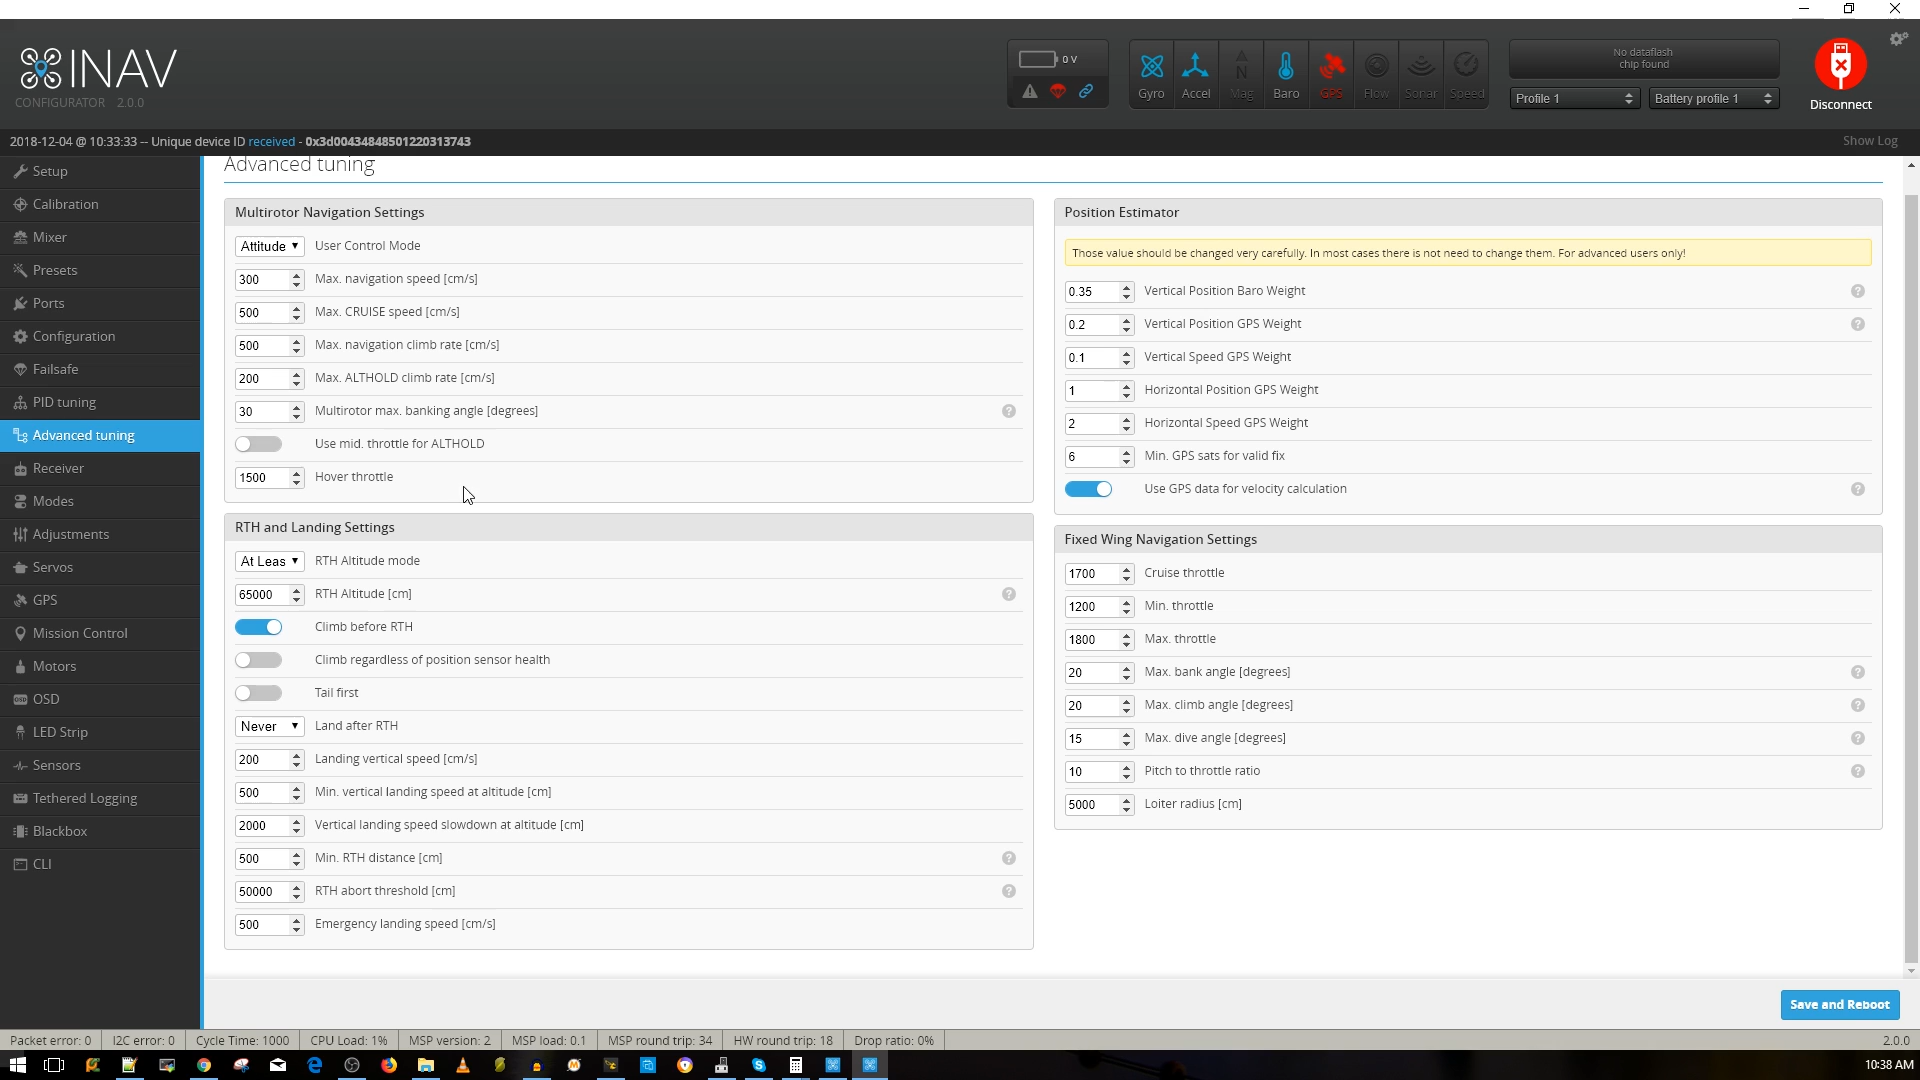 INAV
CONFIGURATOR 2.0.0
0 V
Gyro
Accel
Mag
Baro
GPS
Flow
Sonar
Speed
No dataflash
chip found
Profile 1
Battery profile 1
Disconnect
2018-12-04 @ 10:33:33 -- Unique device ID received - 0x3d00434848501220313743
Show Log
Setup
Calibration
Mixer
Presets
Ports
Configuration
Failsafe
PID tuning
Advanced tuning
Receiver
Modes
Adjustments
Servos
GPS
Mission Control
Motors
OSD
LED Strip
Sensors
Tethered Logging
Blackbox
CLI
Advanced tuning
Multirotor Navigation Settings
Attitude User Control Mode
300 Max. navigation speed [cm/s]
500 Max. CRUISE speed [cm/s]
500 Max. navigation climb rate [cm/s]
200 Max. ALTHOLD climb rate [cm/s]
30 Multirotor max. banking angle [degrees]
Use mid. throttle for ALTHOLD
1500 Hover throttle
RTH and Landing Settings
At Leas RTH Altitude mode
65000 RTH Altitude [cm]
Climb before RTH
Climb regardless of position sensor health
Tail first
Never Land after RTH
200 Landing vertical speed [cm/s]
500 Min. vertical landing speed at altitude [cm]
2000 Vertical landing speed slowdown at altitude [cm]
500 Min. RTH distance [cm]
50000 RTH abort threshold [cm]
500 Emergency landing speed [cm/s]
Position Estimator
Those value should be changed very carefully. In most cases there is not need to change them. For advanced users only!
0.35 Vertical Position Baro Weight
0.2 Vertical Position GPS Weight
0.1 Vertical Speed GPS Weight
1 Horizontal Position GPS Weight
2 Horizontal Speed GPS Weight
6 Min. GPS sats for valid fix
Use GPS data for velocity calculation
Fixed Wing Navigation Settings
1700 Cruise throttle
1200 Min. throttle
1800 Max. throttle
20 Max. bank angle [degrees]
20 Max. climb angle [degrees]
15 Max. dive angle [degrees]
10 Pitch to throttle ratio
5000 Loiter radius [cm]
Save and Reboot
Packet error: 0 I2C error: 0 Cycle Time: 1000 CPU Load: 1% MSP version: 2 MSP load: 0.1 MSP round trip: 34 HW round trip: 18 Drop ratio: 0% 2.0.0
10:38 AM